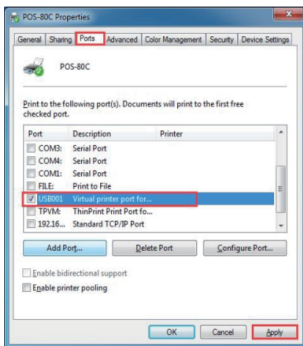 POS-80C Properties
General Sharing Ports Advanced Color Management Security Device Settings
POS-80C
Print to the following port(s). Documents will print to the first free
checked port.
Port Description Printer
COM3: Serial Port
COM4: Serial Port
COM1: Serial Port
FILE: Print to File
USB001 Virtual printer port for...
TPVM: ThinPrint Print Port fo...
192.16... Standard TCP/IP Port
Add Port... Delete Port Configure Port...
Enable bidirectional support
Enable printer pooling
OK Cancel Apply